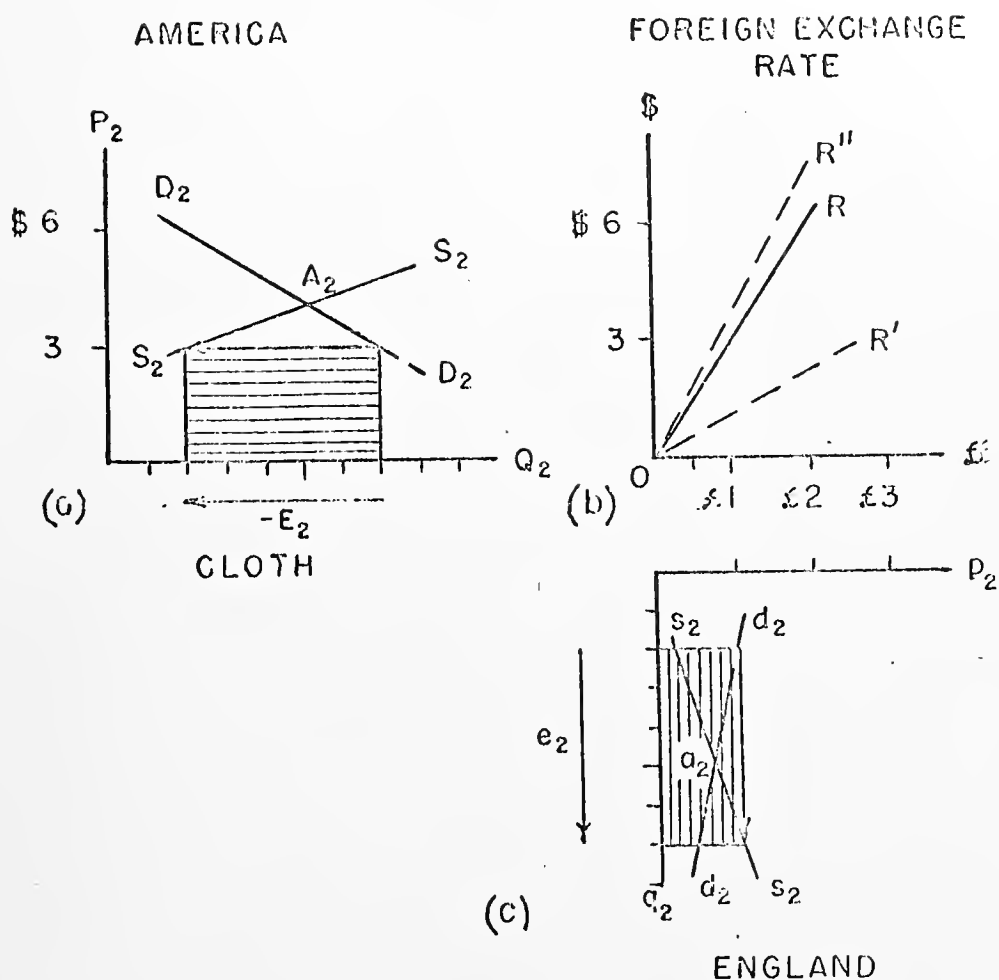 AMERICA
FOREIGN EXCHANGE
RATE
P2
D2
$ 6
S2
A2
3
S2
D2
Q2
(a)
-E2
CLOTH
$
R"
R
$ 6
3
R'
O
£
£1 £2 £3
(b)
P2
s2 d2
e2
a2
q2
d2 s2
(c)
ENGLAND